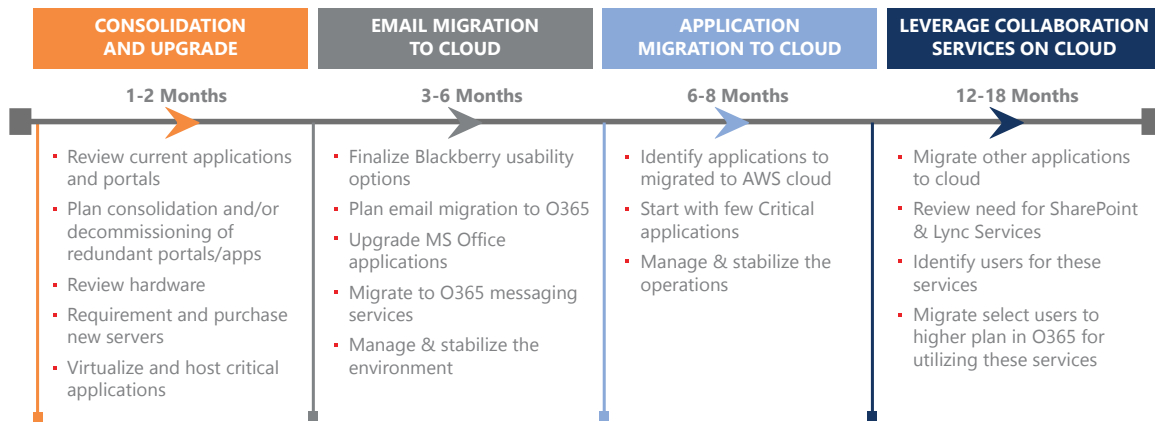 CONSOLIDATION
AND UPGRADE
EMAIL MIGRATION
TO CLOUD
APPLICATION
MIGRATION TO CLOUD
LEVERAGE COLLABORATION
SERVICES ON CLOUD
1-2 Months
3-6 Months
6-8 Months
12-18 Months
Review current applications
and portals
Plan consolidation and/or
decommissioning of
redundant portals/apps
Review hardware
Requirement and purchase
new servers
Virtualize and host critical
applications
Finalize Blackberry usability
options
Plan email migration to O365
Upgrade MS Office
applications
Migrate to O365 messaging
services
Manage & stabilize the
environment
Identify applications to
migrated to AWS cloud
Start with few Critical
applications
Manage & stabilize the
operations
Migrate other applications
to cloud
Review need for SharePoint
& Lync Services
Identify users for these
services
Migrate select users to
higher plan in O365 for
utilizing these services